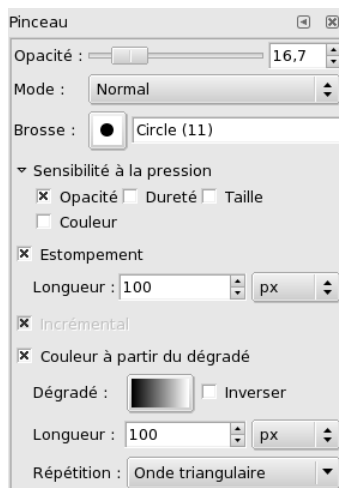 Pinceau
Opacité : 16,7
Mode : Normal
Brosse : Circle (11)
Sensibilité à la pression
Opacité Dureté Taille
Couleur
Estompement
Longueur : 100 px
Incrémental
Couleur à partir du dégradé
Dégradé : Inverser
Longueur : 100 px
Répétition : Onde triangulaire